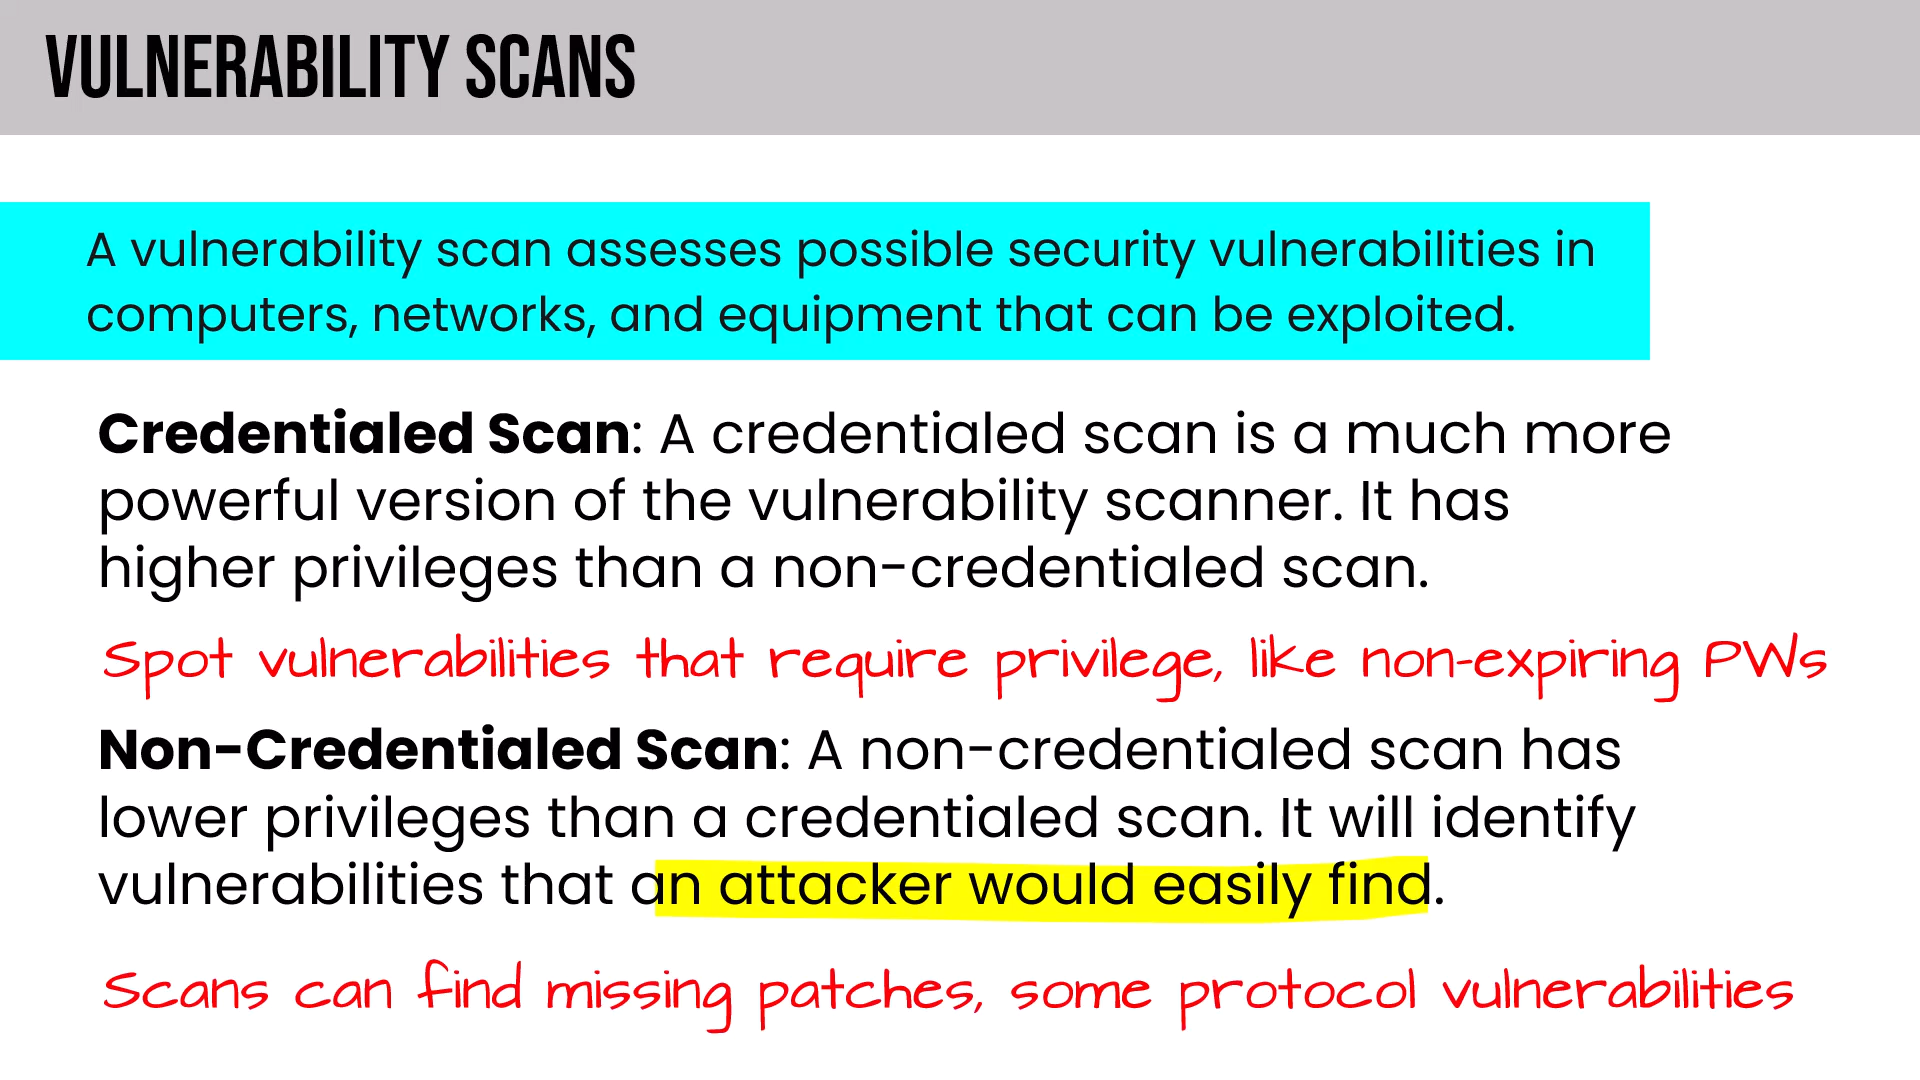 VULNERABILITY SCANS
A vulnerability scan assesses possible security vulnerabilities in
computers, networks, and equipment that can be exploited.
Credentialed Scan: A credentialed scan is a much more
powerful version of the vulnerability scanner. It has
higher privileges than a non-credentialed scan.
Spot vulnerabilities that require privilege, like non-expiring PWs
Non-Credentialed Scan: A non-credentialed scan has
lower privileges than a credentialed scan. It will identify
vulnerabilities that an attacker would easily find.
Scans can find missing patches, some protocol vulnerabilities